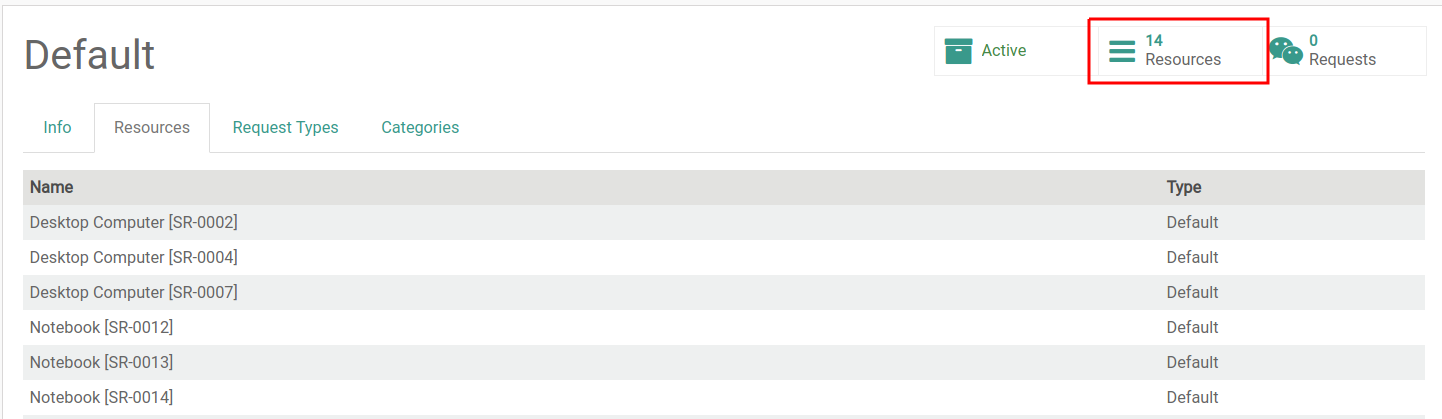 Default
Active
14
Resources
0
Requests
Info Resources Request Types Categories
Name Type
Desktop Computer [SR-0002] Default
Desktop Computer [SR-0004] Default
Desktop Computer [SR-0007] Default
Notebook [SR-0012] Default
Notebook [SR-0013] Default
Notebook [SR-0014] Default